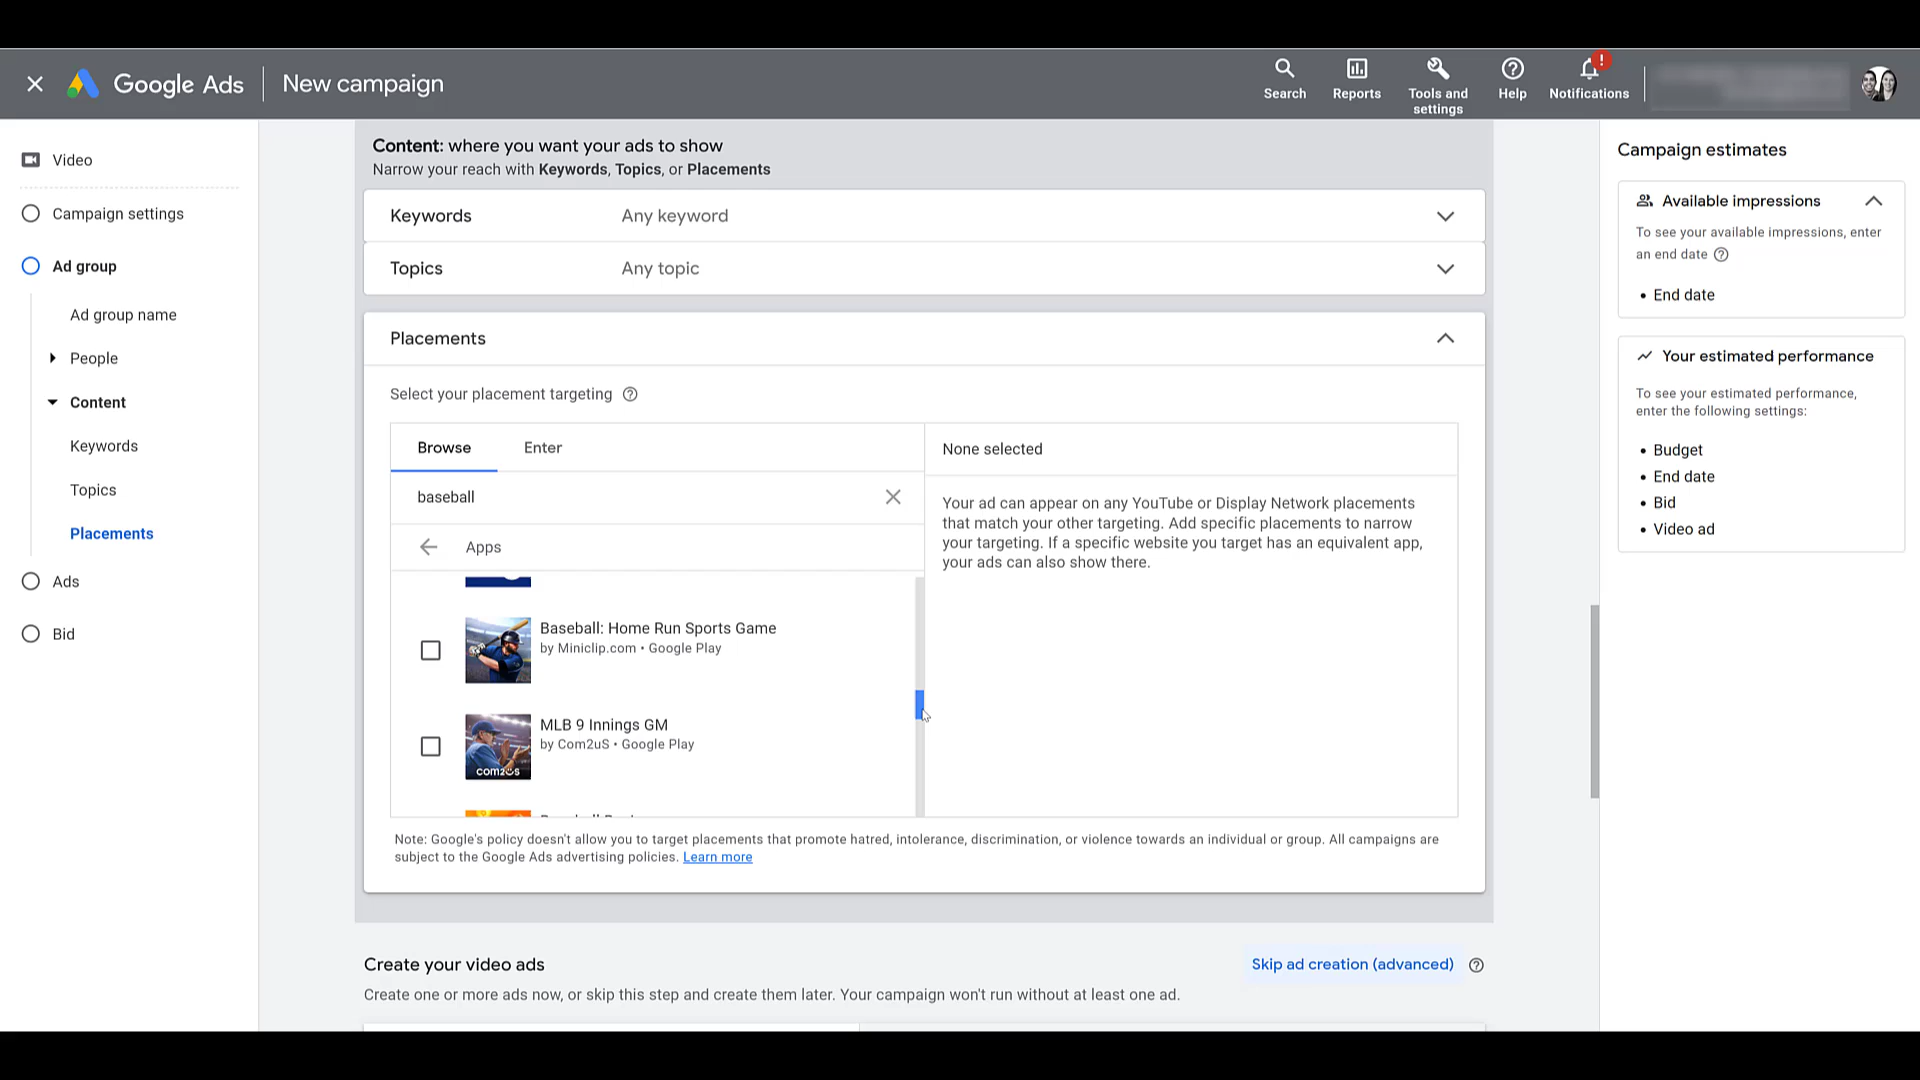 Google Ads
New campaign
Search
Reports
Tools and
settings
Help
!
Notifications
Video
Campaign settings
Ad group
Ad group name
People
Content
Keywords
Topics
Placements
Ads
Bid
Content: where you want your ads to show
Narrow your reach with Keywords, Topics, or Placements
Keywords Any keyword
Topics Any topic
Placements
Select your placement targeting
Browse Enter
baseball
Apps
Baseball: Home Run Sports Game
by Miniclip.com • Google Play
MLB 9 Innings GM
by Com2uS • Google Play
com2us
None selected
Your ad can appear on any YouTube or Display Network placements
that match your other targeting. Add specific placements to narrow
your targeting. If a specific website you target has an equivalent app,
your ads can also show there.
Note: Google's policy doesn't allow you to target placements that promote hatred, intolerance, discrimination, or violence towards an individual or group. All campaigns are
subject to the Google Ads advertising policies. Learn more
Create your video ads
Skip ad creation (advanced)
Create one or more ads now, or skip this step and create them later. Your campaign won't run without at least one ad.
Campaign estimates
Available impressions
To see your available impressions, enter
an end date
• End date
Your estimated performance
To see your estimated performance,
enter the following settings:
• Budget
• End date
• Bid
• Video ad